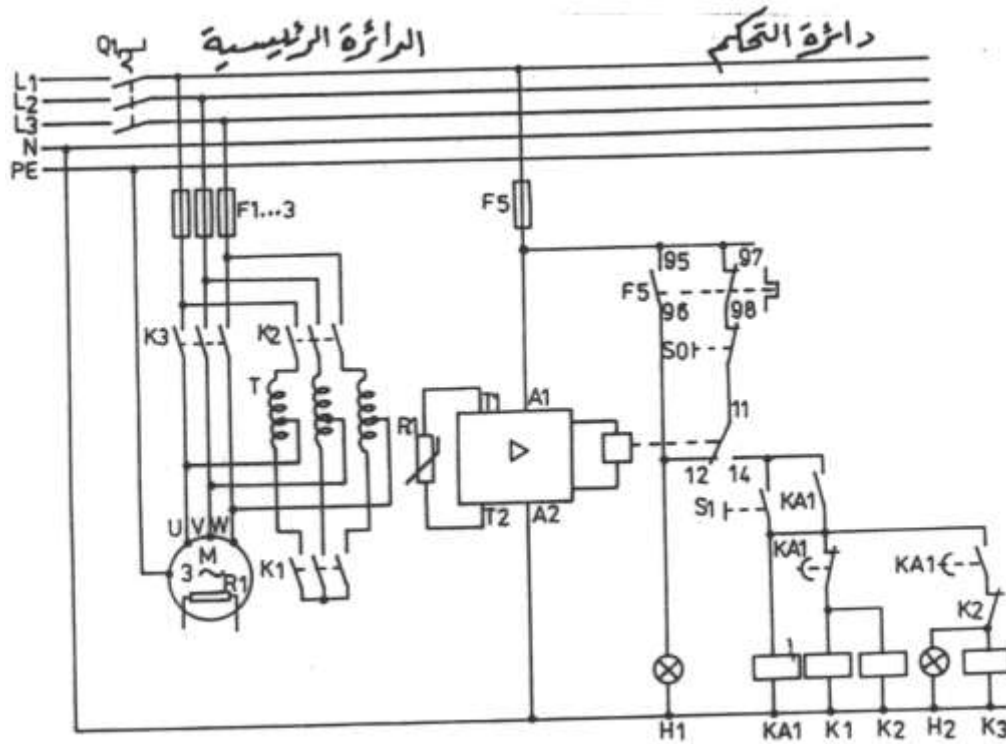 الدائرة الرئيسية
دائرة التحكم
Q1
L1
L2
L3
N
PE
F1...3
F5
95
97
F5
96
98
S0
K3
K2
T
11
R1
T1
A1
12
14
T2
A2
S1
KA1
U V W
M
3 ~
R1
K1
KA1
KA1
K2
H1
KA1
K1
K2
H2
K3